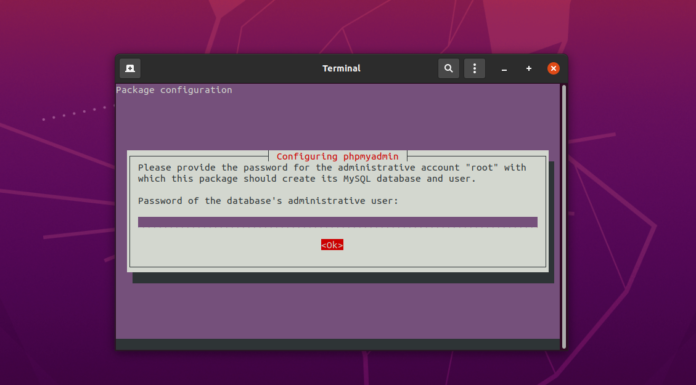 Terminal
Package configuration
Configuring phpmyadmin
Please provide the password for the administrative account "root" with
which this package should create its MySQL database and user.
Password of the database's administrative user:
<Ok>